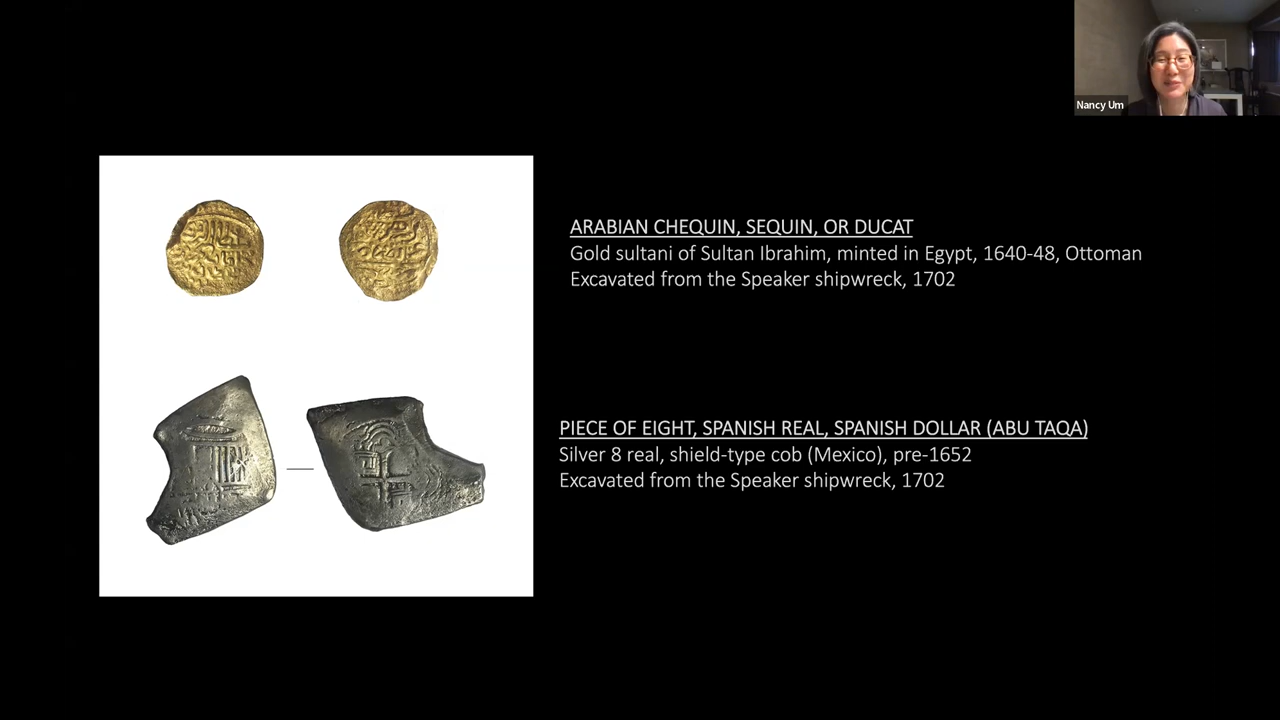 Nancy Um
ARABIAN CHEQUIN, SEQUIN, OR DUCAT
Gold sultani of Sultan Ibrahim, minted in Egypt, 1640-48, Ottoman
Excavated from the Speaker shipwreck, 1702
PIECE OF EIGHT, SPANISH REAL, SPANISH DOLLAR (ABU TAQA)
Silver 8 real, shield-type cob (Mexico), pre-1652
Excavated from the Speaker shipwreck, 1702